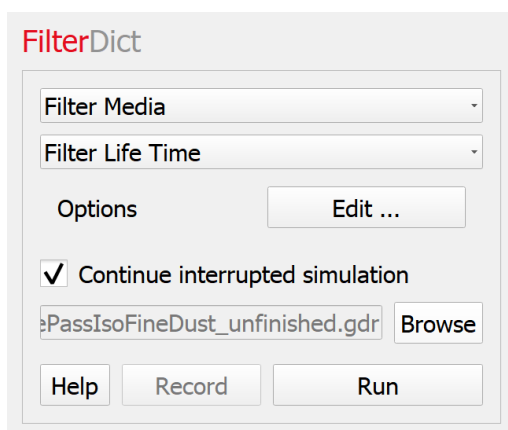 FilterDict
Filter Media
Filter Life Time
Options Edit ...
Continue interrupted simulation
ePassIsoFineDust_unfinished.gdr Browse
Help Record Run